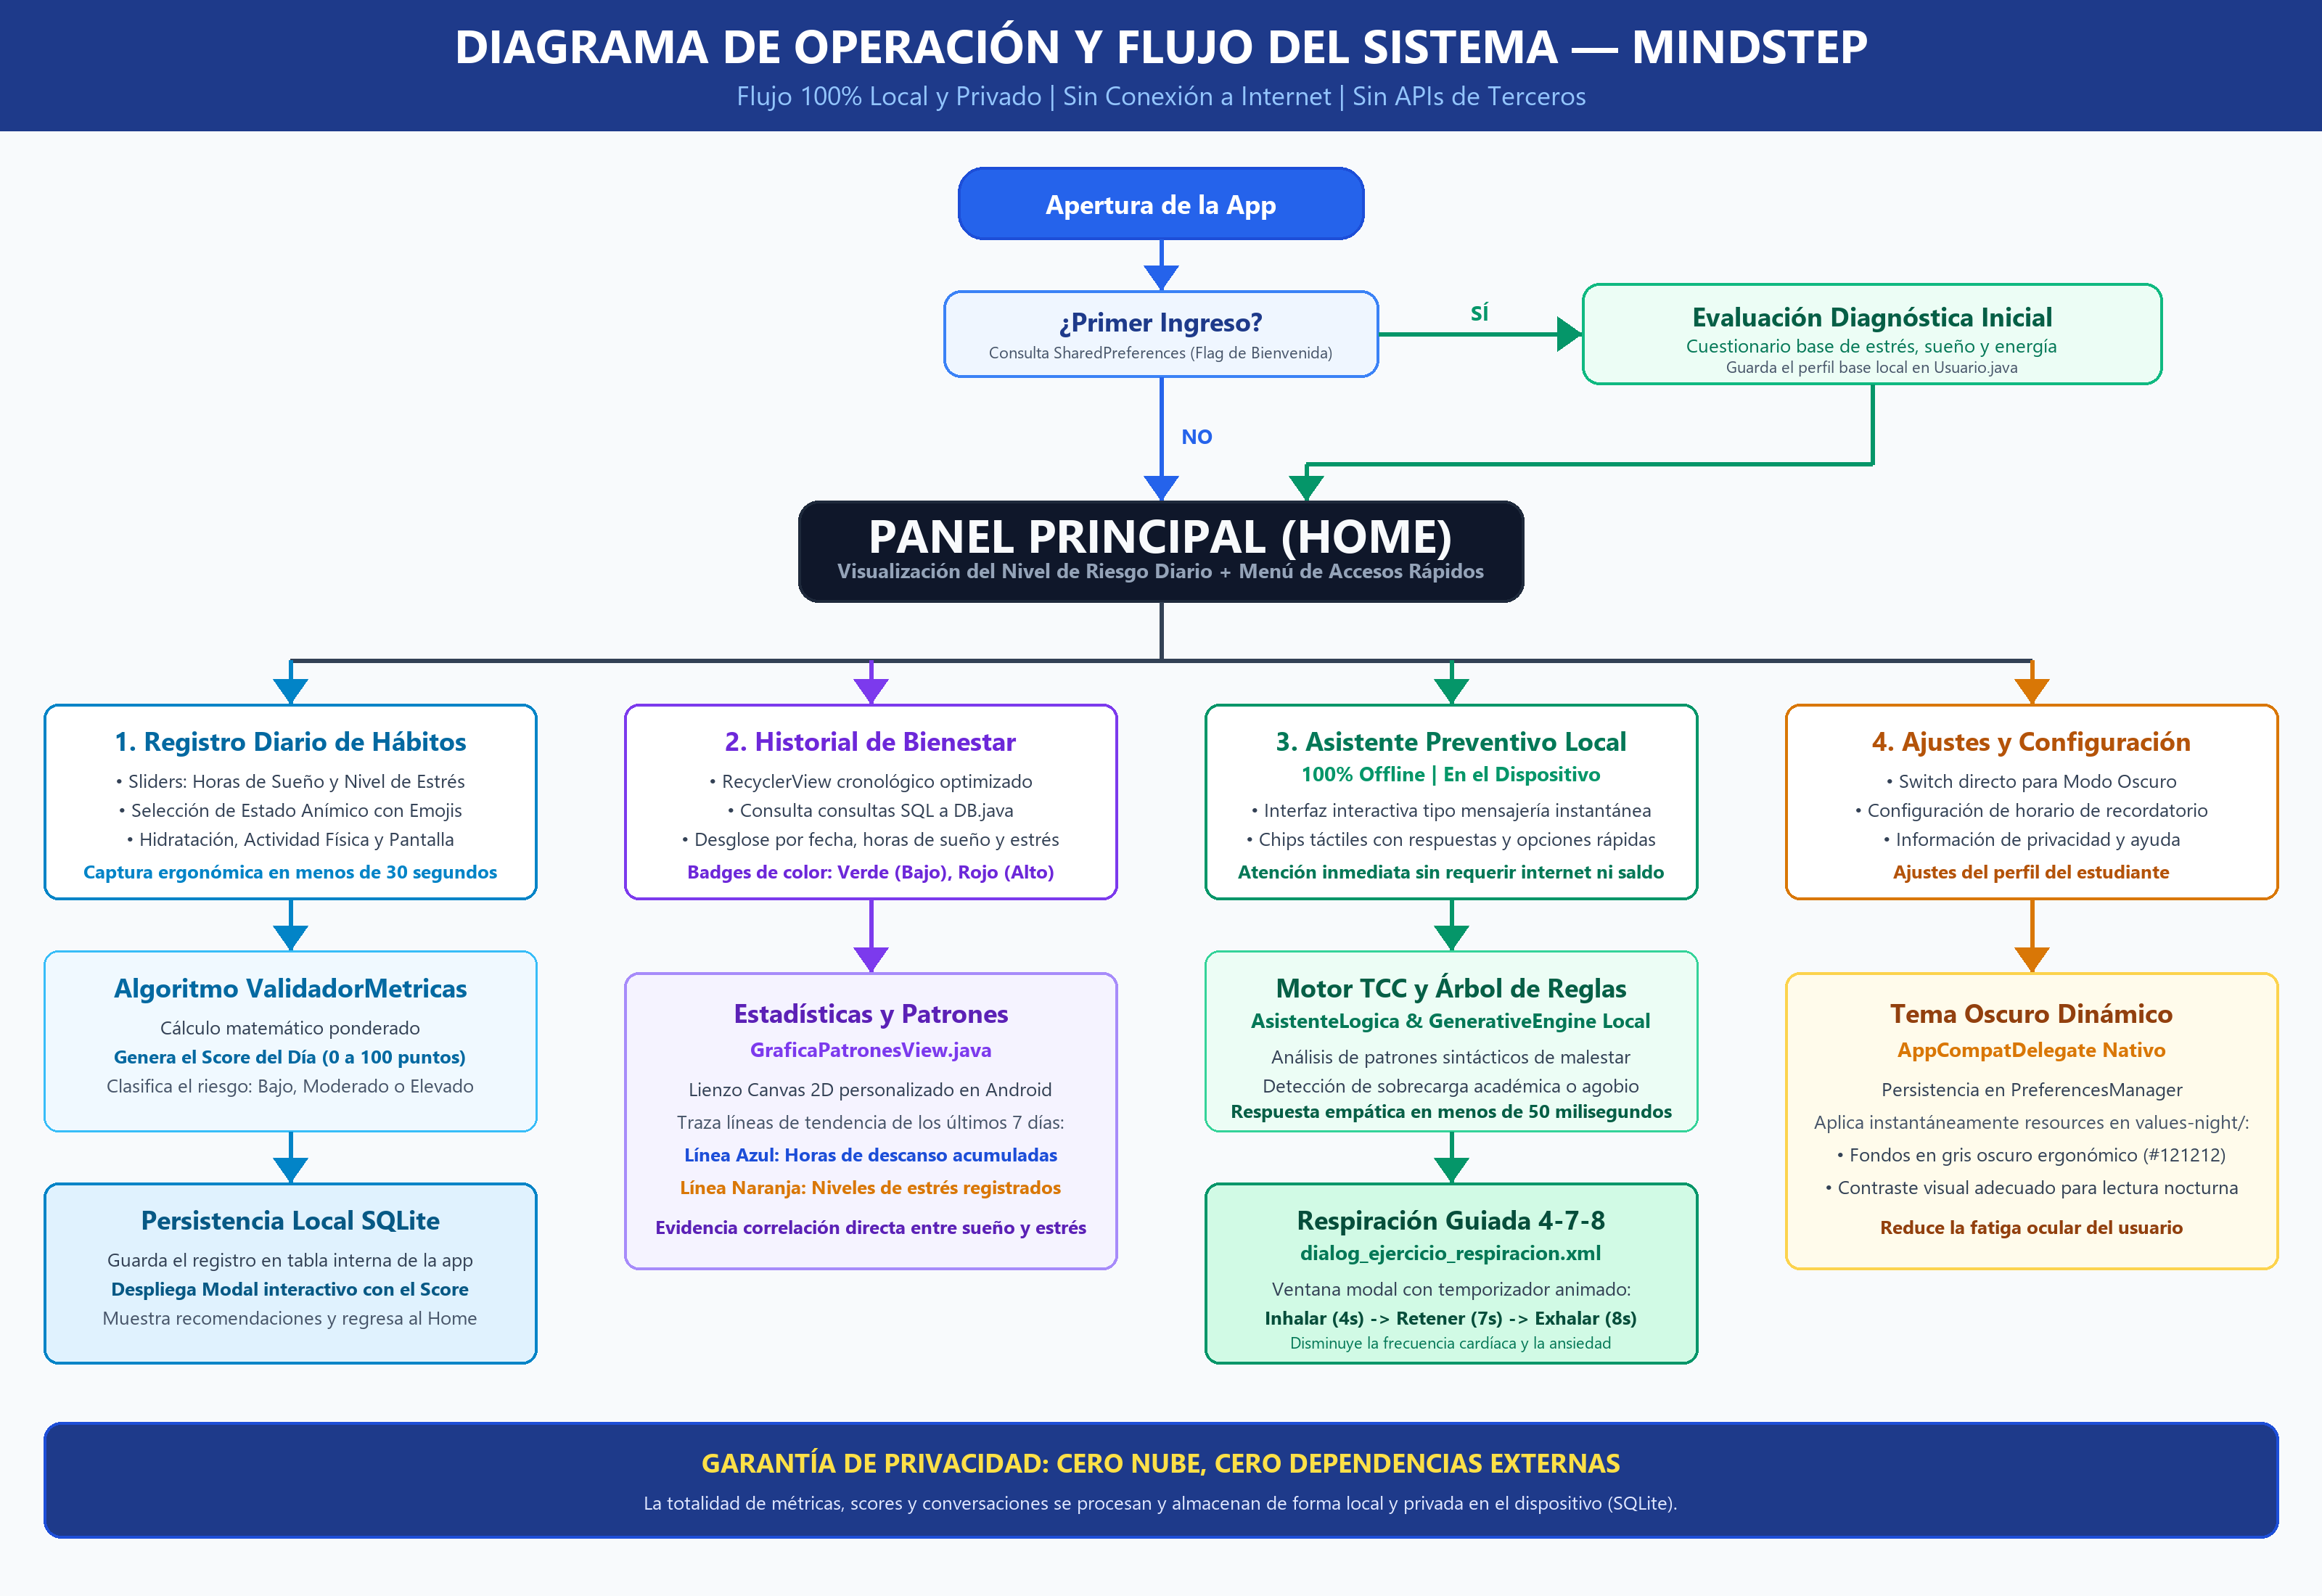 DIAGRAMA DE OPERACIÓN Y FLUJO DEL SISTEMA — MINDSTEP
Flujo 100% Local y Privado | Sin Conexión a Internet | Sin APIs de Terceros
Apertura de la App
¿Primer Ingreso?
Consulta SharedPreferences (Flag de Bienvenida)
SÍ
Evaluación Diagnóstica Inicial
Cuestionario base de estrés, sueño y energía
Guarda el perfil base local en Usuario.java
NO
PANEL PRINCIPAL (HOME)
Visualización del Nivel de Riesgo Diario + Menú de Accesos Rápidos
1. Registro Diario de Hábitos
• Sliders: Horas de Sueño y Nivel de Estrés
• Selección de Estado Anímico con Emojis
• Hidratación, Actividad Física y Pantalla
Captura ergonómica en menos de 30 segundos
Algoritmo ValidadorMetricas
Cálculo matemático ponderado
Genera el Score del Día (0 a 100 puntos)
Clasifica el riesgo: Bajo, Moderado o Elevado
Persistencia Local SQLite
Guarda el registro en tabla interna de la app
Despliega Modal interactivo con el Score
Muestra recomendaciones y regresa al Home
2. Historial de Bienestar
• RecyclerView cronológico optimizado
• Consulta consultas SQL a DB.java
• Desglose por fecha, horas de sueño y estrés
Badges de color: Verde (Bajo), Rojo (Alto)
Estadísticas y Patrones
GraficaPatronesView.java
Lienzo Canvas 2D personalizado en Android
Traza líneas de tendencia de los últimos 7 días:
Línea Azul: Horas de descanso acumuladas
Línea Naranja: Niveles de estrés registrados
Evidencia correlación directa entre sueño y estrés
3. Asistente Preventivo Local
100% Offline | En el Dispositivo
• Interfaz interactiva tipo mensajería instantánea
• Chips táctiles con respuestas y opciones rápidas
Atención inmediata sin requerir internet ni saldo
Motor TCC y Árbol de Reglas
AsistenteLogica & GenerativeEngine Local
Análisis de patrones sintácticos de malestar
Detección de sobrecarga académica o agobio
Respuesta empática en menos de 50 milisegundos
Respiración Guiada 4-7-8
dialog_ejercicio_respiracion.xml
Ventana modal con temporizador animado:
Inhalar (4s) -> Retener (7s) -> Exhalar (8s)
Disminuye la frecuencia cardíaca y la ansiedad
4. Ajustes y Configuración
• Switch directo para Modo Oscuro
• Configuración de horario de recordatorio
• Información de privacidad y ayuda
Ajustes del perfil del estudiante
Tema Oscuro Dinámico
AppCompatDelegate Nativo
Persistencia en PreferencesManager
Aplica instantáneamente resources en values-night/:
• Fondos en gris oscuro ergonómico (#121212)
• Contraste visual adecuado para lectura nocturna
Reduce la fatiga ocular del usuario
GARANTÍA DE PRIVACIDAD: CERO NUBE, CERO DEPENDENCIAS EXTERNAS
La totalidad de métricas, scores y conversaciones se procesan y almacenan de forma local y privada en el dispositivo (SQLite).